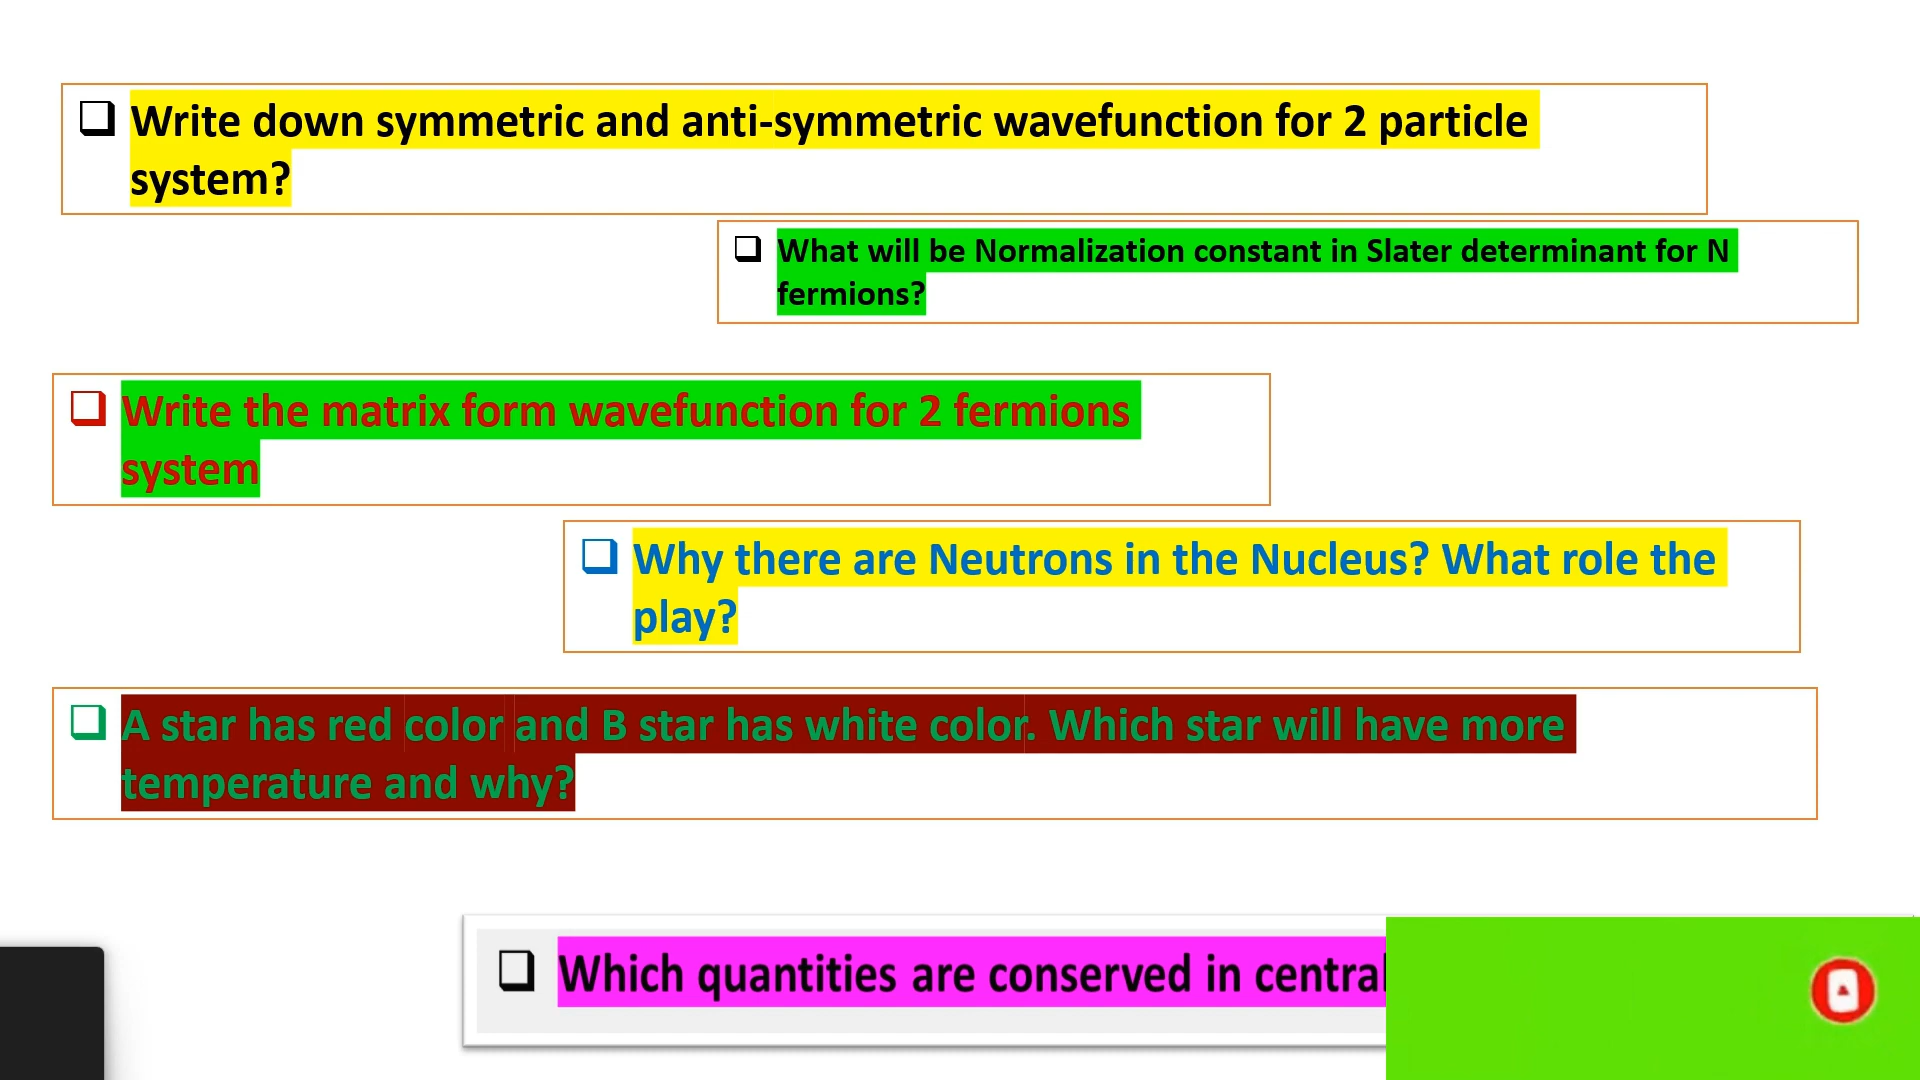 Write down symmetric and anti-symmetric wavefunction for 2 particle
system?
What will be Normalization constant in Slater determinant for N
fermions?
Write the matrix form wavefunction for 2 fermions
system
Why there are Neutrons in the Nucleus? What role the
play?
A star has red color and B star has white color. Which star will have more
temperature and why?
Which quantities are conserved in central